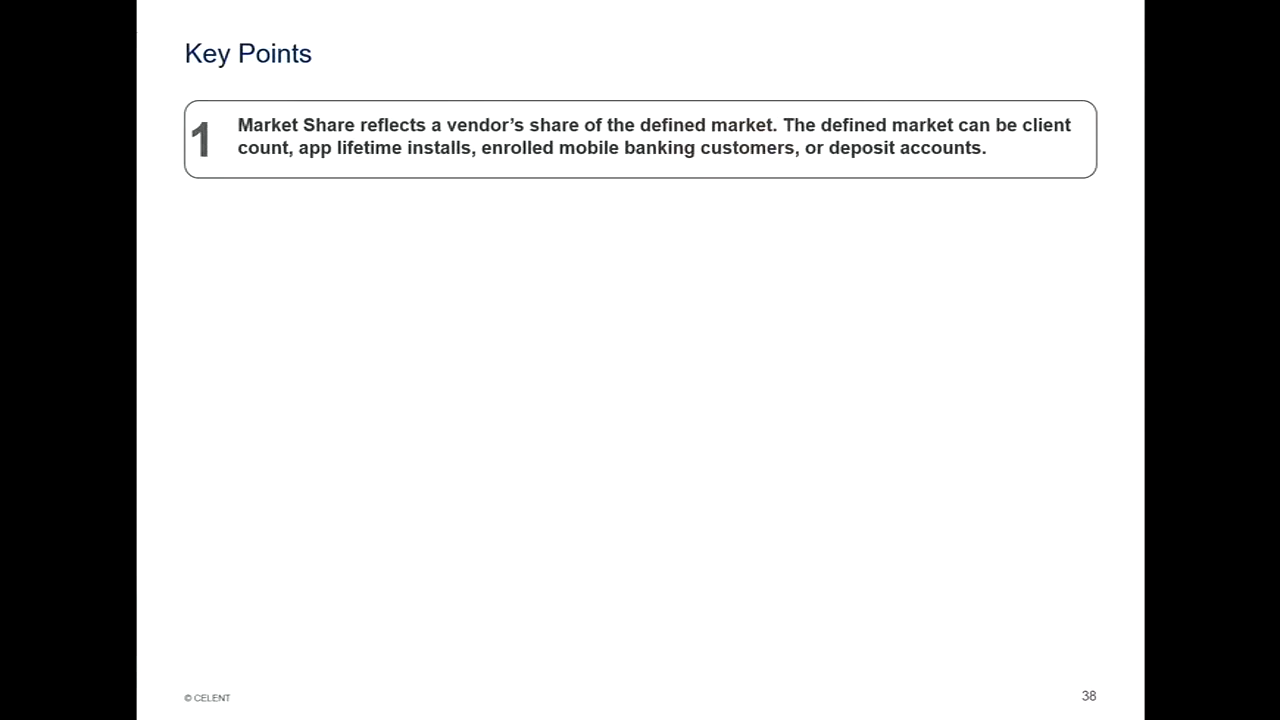 Key Points
1
Market Share reflects a vendor’s share of the defined market. The defined market can be client
count, app lifetime installs, enrolled mobile banking customers, or deposit accounts.
© CELENT
38